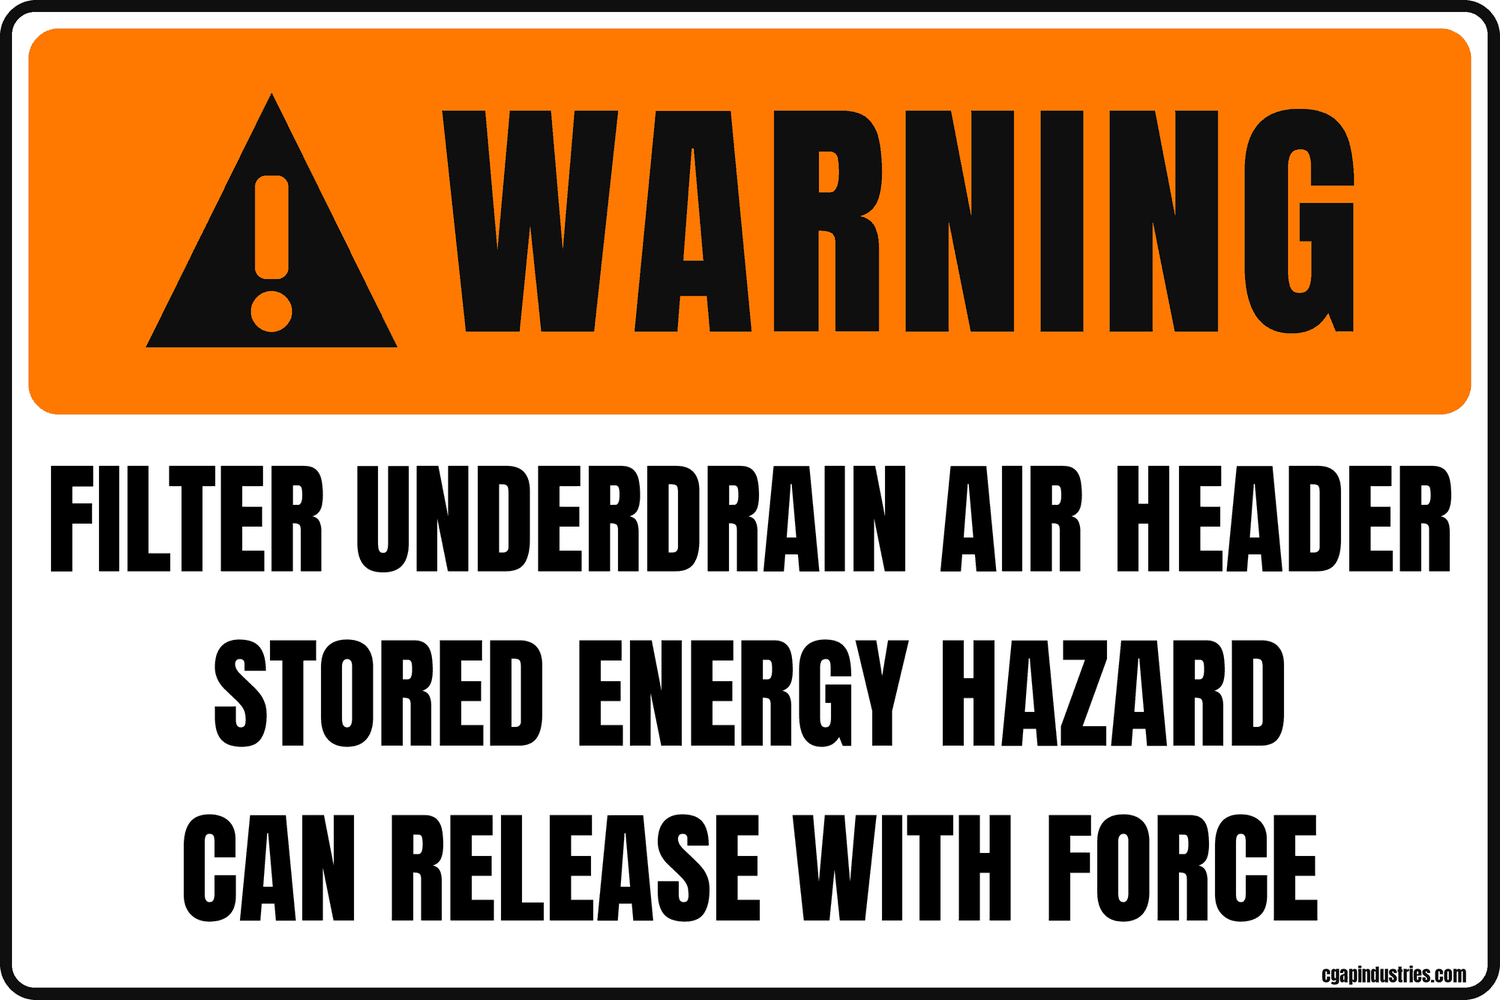 WARNING
FILTER UNDERDRAIN AIR HEADER
STORED ENERGY HAZARD
CAN RELEASE WITH FORCE
cgapindustries.com